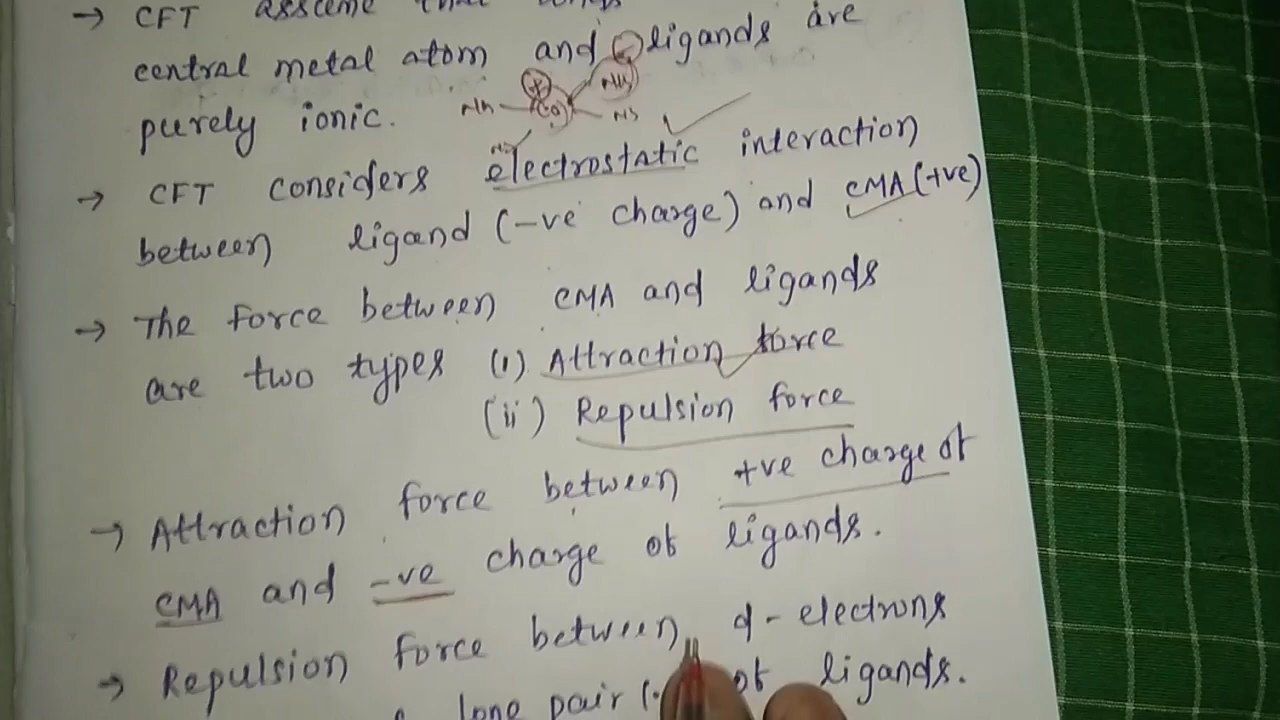 → CFT assume that
central metal atom and ligands are
purely ionic.
→ CFT considers electrostatic interaction
between ligand (-ve charge) and CMA (+ve)
→ The force between CMA and ligands
are two types (i) Attraction force
(ii) Repulsion force
→ Attraction force between +ve charge of
CMA and -ve charge of ligands.
→ Repulsion force between d- electrons
lone pair of ligands.